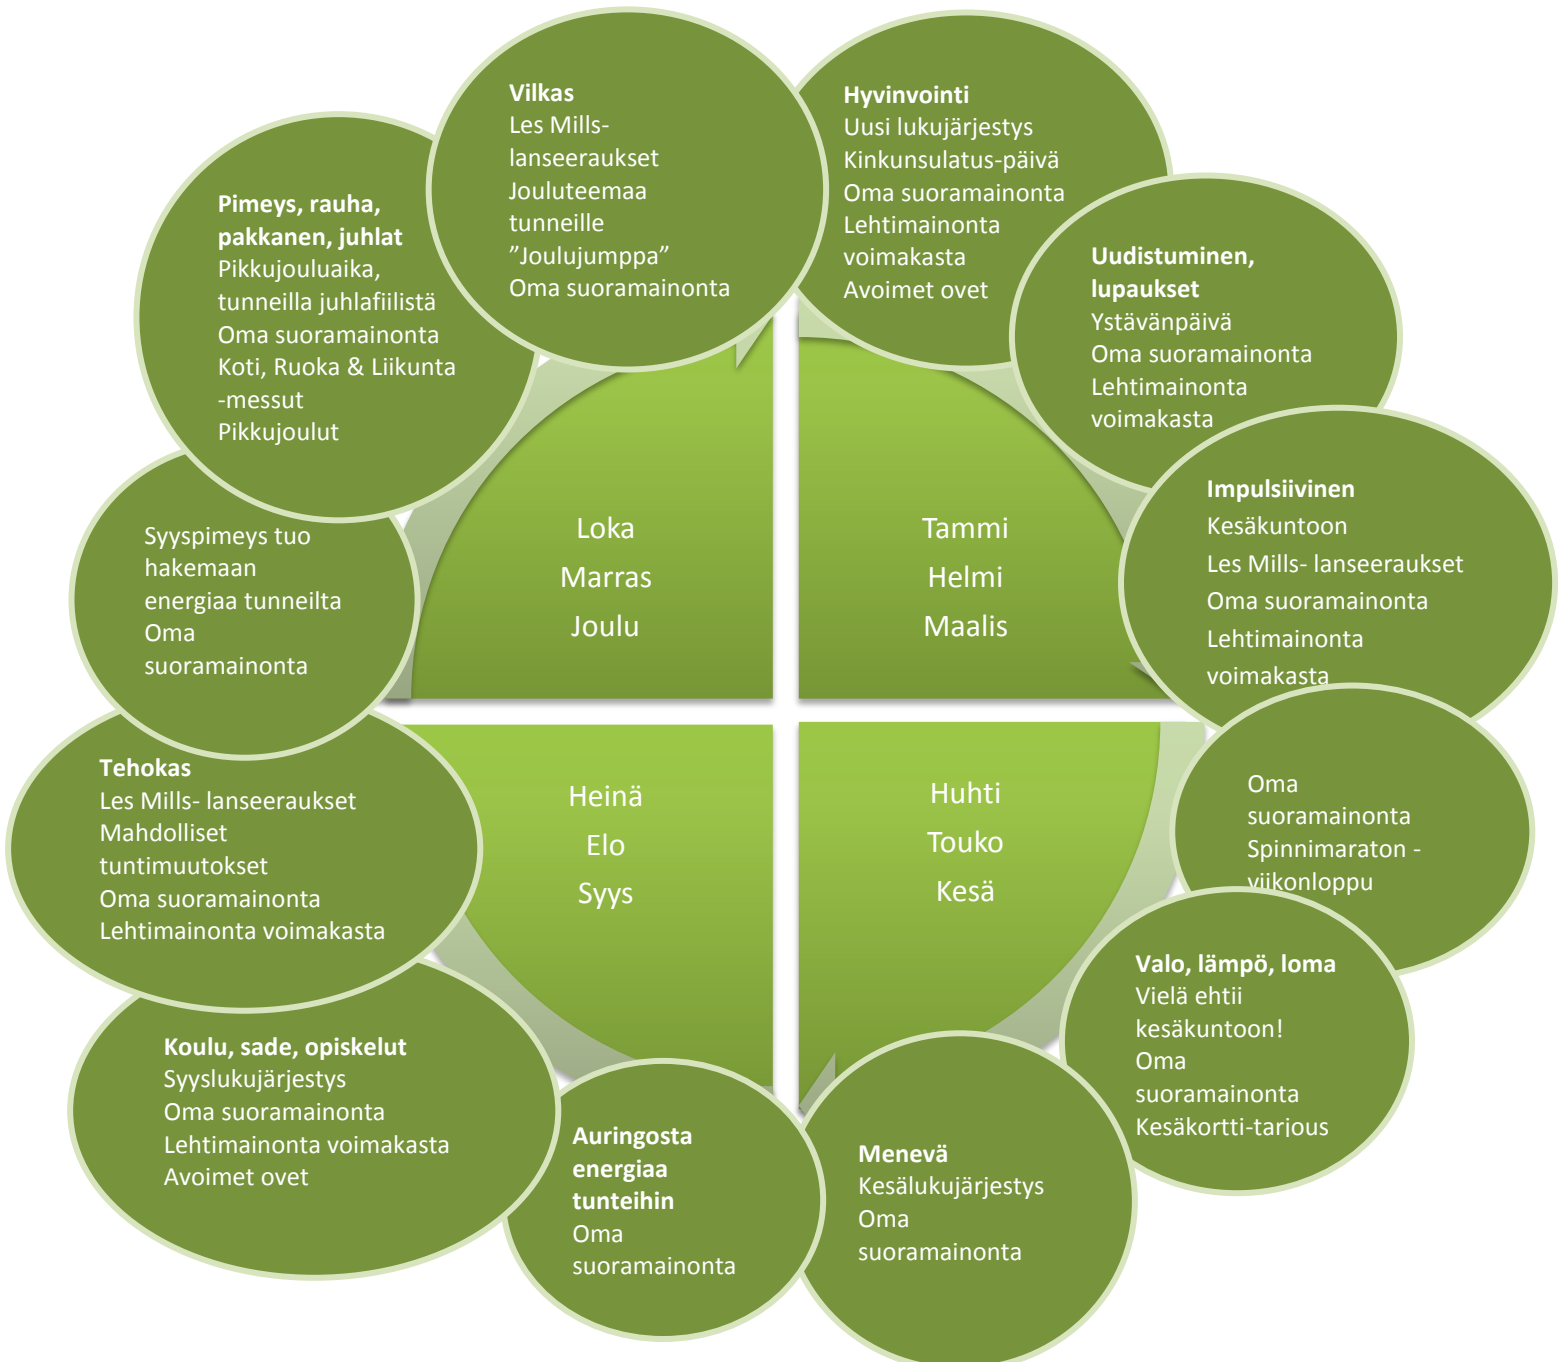 Vilkas
Les Mills-
lanseeraukset
Jouluteemaa
tunneille
”Joulujumppa”
Oma suoramainonta
Hyvinvointi
Uusi lukujärjestys
Kinkunsulatus-päivä
Oma suoramainonta
Lehtimainonta
voimakasta
Avoimet ovet
Uudistuminen,
lupaukset
Ystävänpäivä
Oma suoramainonta
Lehtimainonta
voimakasta
Impulsiivinen
Kesäkuntoon
Les Mills- lanseeraukset
Oma suoramainonta
Lehtimainonta
voimakasta
Oma
suoramainonta
Spinnimaraton -
viikonloppu
Valo, lämpö, loma
Vielä ehtii
kesäkuntoon!
Oma
suoramainonta
Kesäkortti-tarjous
Menevä
Kesälukujärjestys
Oma
suoramainonta
Auringosta
energiaa
tunteihin
Oma
suoramainonta
Koulu, sade, opiskelut
Syyslukujärjestys
Oma suoramainonta
Lehtimainonta voimakasta
Avoimet ovet
Tehokas
Les Mills- lanseeraukset
Mahdolliset
tuntimuutokset
Oma suoramainonta
Lehtimainonta voimakasta
Syyspimeys tuo
hakemaan
energiaa tunneilta
Oma
suoramainonta
Pimeys, rauha,
pakkanen, juhlat
Pikkujouluaika,
tunneilla juhlafiilistä
Oma suoramainonta
Koti, Ruoka & Liikunta
-messut
Pikkujoulut
Loka
Marras
Joulu
Tammi
Helmi
Maalis
Heinä
Elo
Syys
Huhti
Touko
Kesä